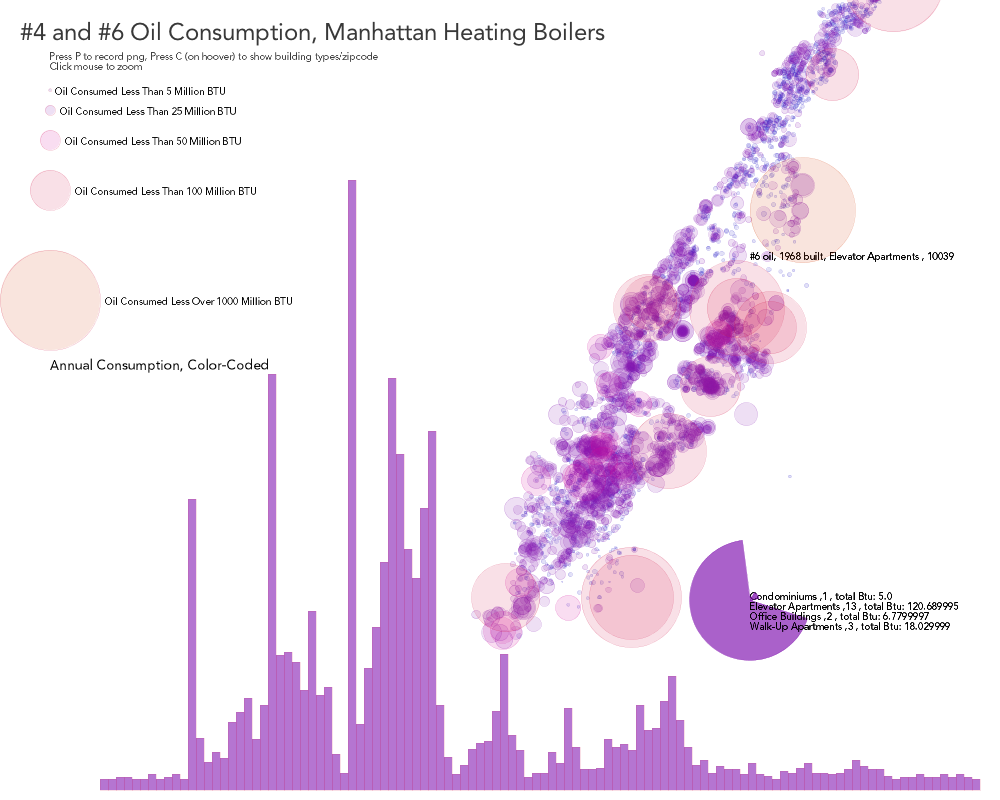 #4 and #6 Oil Consumption, Manhattan Heating Boilers
Press P to record png, Press C (on hoover) to show building types/zipcode
Click mouse to zoom
Oil Consumed Less Than 5 Million BTU
Oil Consumed Less Than 25 Million BTU
Oil Consumed Less Than 50 Million BTU
Oil Consumed Less Than 100 Million BTU
#6 oil, 1968 built, Elevator Apartments , 10039
Oil Consumed Less Over 1000 Million BTU
Annual Consumption, Color-Coded
Condominiums ,1 , total Btu: 5.0
Elevator Apartments ,13 , total Btu: 120.689995
Office Buildings ,2 , total Btu: 6.7799997
Walk-Up Apartments ,3 , total Btu: 18.029999